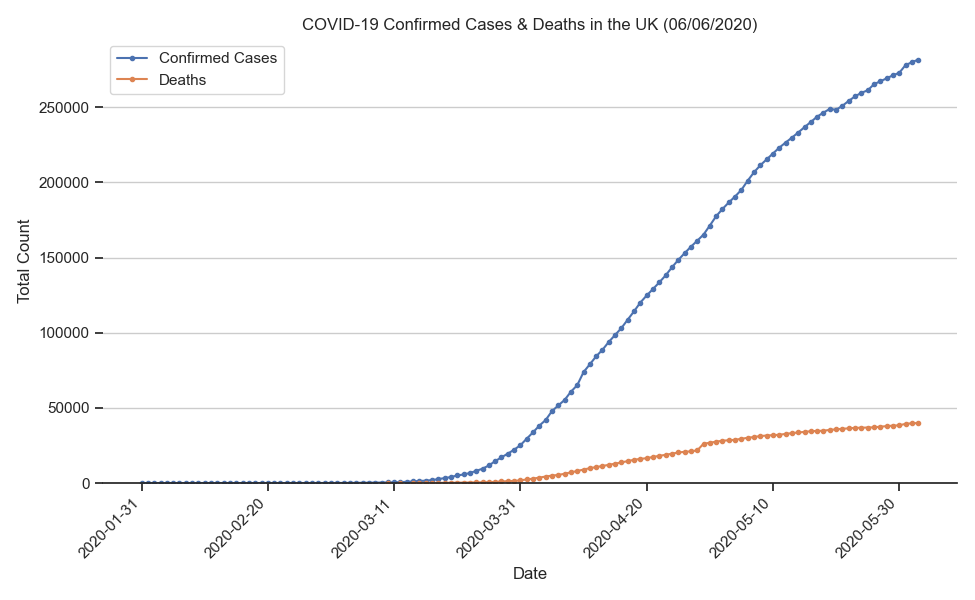 COVID-19 Confirmed Cases & Deaths in the UK (06/06/2020)
Confirmed Cases
Deaths
Total Count
250000
200000
150000
100000
50000
0
2020-01-31
2020-02-20
2020-03-11
2020-03-31
2020-04-20
2020-05-10
2020-05-30
Date